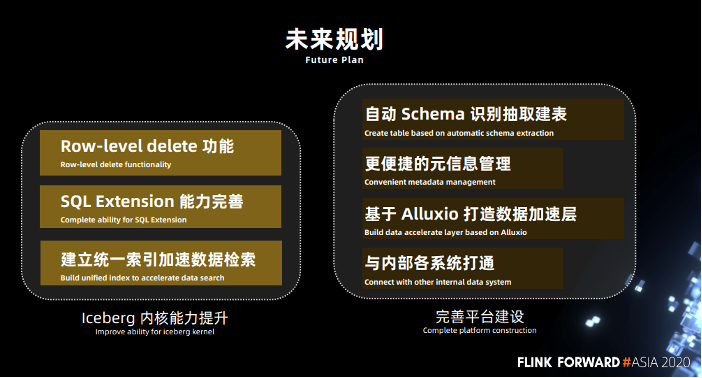 未来规划
Future Plan
Row-level delete 功能
Row-level delete functionality
SQL Extension 能力完善
Complete ability for SQL Extension
建立统一索引加速数据检索
Build unified index to accelerate data search
Iceberg 内核能力提升
Improve ability for iceberg kernel
自动 Schema 识别抽取建表
Create table based on automatic schema extraction
更便捷的元信息管理
Convenient metadata management
基于 Alluxio 打造数据加速层
Build data accelerate layer based on Alluxio
与内部各系统打通
Connect with other internal data system
完善平台建设
Complete platform construction
FLINK FORWARD #ASIA 2020